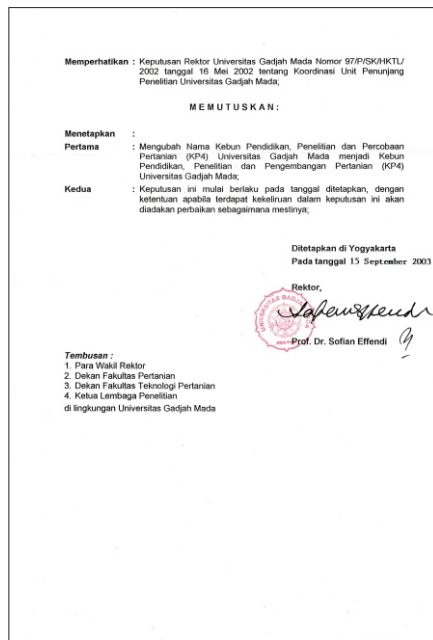 Memperhatikan : Keputusan Rektor Universitas Gadjah Mada Nomor 97/P/SK/HKTL/
2002 tanggal 16 Mei 2002 tentang Koordinasi Unit Penunjang
Penelitian Universitas Gadjah Mada;
MEMUTUSKAN:
Menetapkan :
Pertama : Mengubah Nama Kebun Pendidikan, Penelitian dan Percobaan
Pertanian (KP4) Universitas Gadjah Mada menjadi Kebun
Pendidikan, Penelitian dan Pengembangan Pertanian (KP4)
Universitas Gadjah Mada;
Kedua : Keputusan ini mulai berlaku pada tanggal ditetapkan, dengan
ketentuan apabila terdapat kekeliruan dalam keputusan ini akan
diadakan perbaikan sebagaimana mestinya;
Ditetapkan di Yogyakarta
Pada tanggal 15 September 2003
Rektor,
UNIVERSITAS GADJAH MADA
REKTOR
Prof. Dr. Sofian Effendi
Tembusan :
1. Para Wakil Rektor
2. Dekan Fakultas Pertanian
3. Dekan Fakultas Teknologi Pertanian
4. Ketua Lembaga Penelitian
di lingkungan Universitas Gadjah Mada